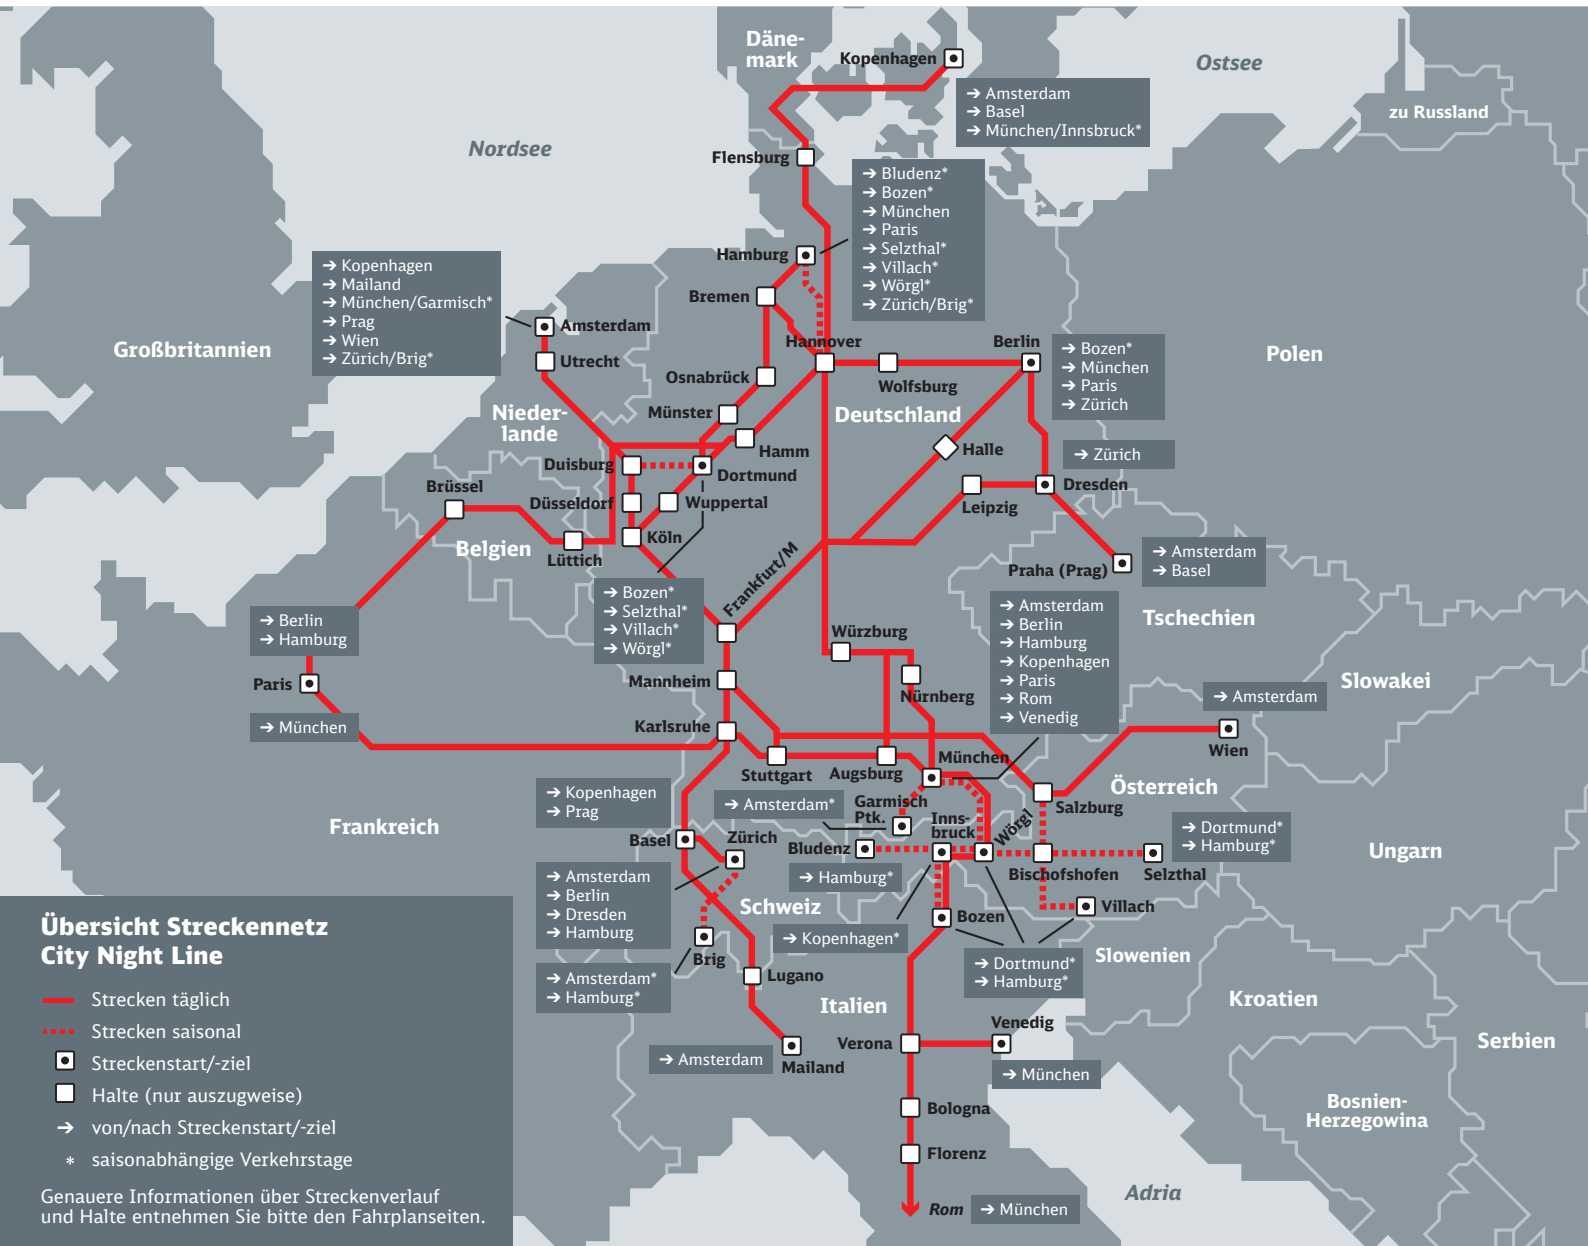 Däne-
mark
Kopenhagen
Ostsee
→ Amsterdam
→ Basel
→ München/Innsbruck*
zu Russland
Nordsee
Flensburg
→ Bludenz*
→ Bozen*
→ München
→ Paris
→ Selzthal*
→ Villach*
→ Wörgl*
→ Zürich/Brig*
Hamburg
→ Kopenhagen
→ Mailand
→ München/Garmisch*
→ Prag
→ Wien
→ Zürich/Brig*
Bremen
Amsterdam
Großbritannien
Utrecht
Hannover
Berlin
→ Bozen*
→ München
→ Paris
→ Zürich
Polen
Osnabrück
Wolfsburg
Nieder-
lande
Münster
Deutschland
Hamm
Halle
→ Zürich
Duisburg
Dortmund
Brüssel
Düsseldorf
Wuppertal
Leipzig
Dresden
Belgien
Lüttich
Köln
Frankfurt/M
Praha (Prag)
→ Amsterdam
→ Basel
→ Bozen*
→ Selzthal*
→ Villach*
→ Wörgl*
→ Berlin
→ Hamburg
→ Amsterdam
→ Berlin
→ Hamburg
→ Kopenhagen
→ Paris
→ Rom
→ Venedig
Tschechien
Würzburg
Paris
Mannheim
Nürnberg
Slowakei
→ Amsterdam
→ München
Karlsruhe
Wien
Stuttgart
Augsburg
München
→ Kopenhagen
→ Prag
→ Amsterdam*
Garmisch
Ptk.
Österreich
Salzburg
Frankreich
Basel
Zürich
Bludenz
Inns-
bruck
Wörgl
→ Dortmund*
→ Hamburg*
Ungarn
→ Hamburg*
Bischofshofen
Selzthal
→ Amsterdam
→ Berlin
→ Dresden
→ Hamburg
Schweiz
Bozen
Villach
→ Kopenhagen*
Brig
→ Amsterdam*
→ Hamburg*
Lugano
→ Dortmund*
→ Hamburg*
Slowenien
Italien
Kroatien
Venedig
Verona
→ Amsterdam
Mailand
→ München
Serbien
Bologna
Bosnien-
Herzegowina
Florenz
Adria
Rom
→ München
Übersicht Streckennetz
City Night Line
Strecken täglich
Strecken saisonal
Streckenstart/-ziel
Halte (nur auszugweise)
→ von/nach Streckenstart/-ziel
* saisonabhängige Verkehrstage
Genauere Informationen über Streckenverlauf
und Halte entnehmen Sie bitte den Fahrplanseiten.